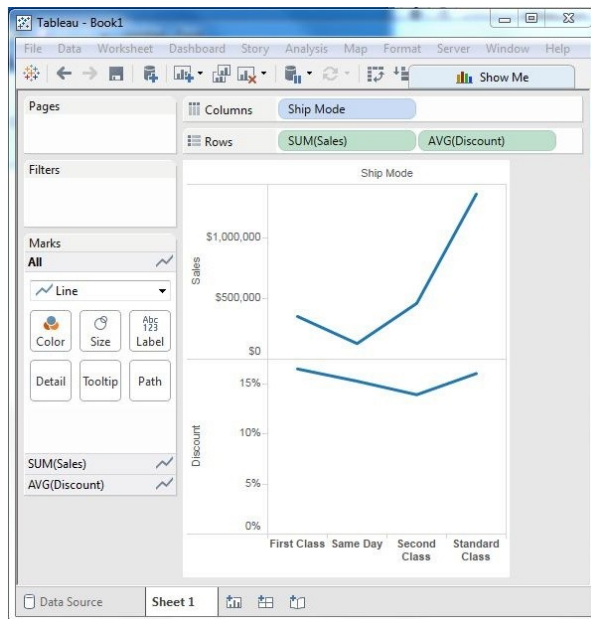 Tableau - Book1
File Data Worksheet Dashboard Story Analysis Map Format Server Window Help
Show Me
Pages
Columns Ship Mode
Rows SUM(Sales) AVG(Discount)
Filters
Ship Mode
Marks
All
Line
Color Size Abc 123 Label
Detail Tooltip Path
SUM(Sales)
AVG(Discount)
Sales
$1,000,000
$500,000
$0
Discount
15%
10%
5%
0%
First Class Same Day Second Class Standard Class
Data Source Sheet 1